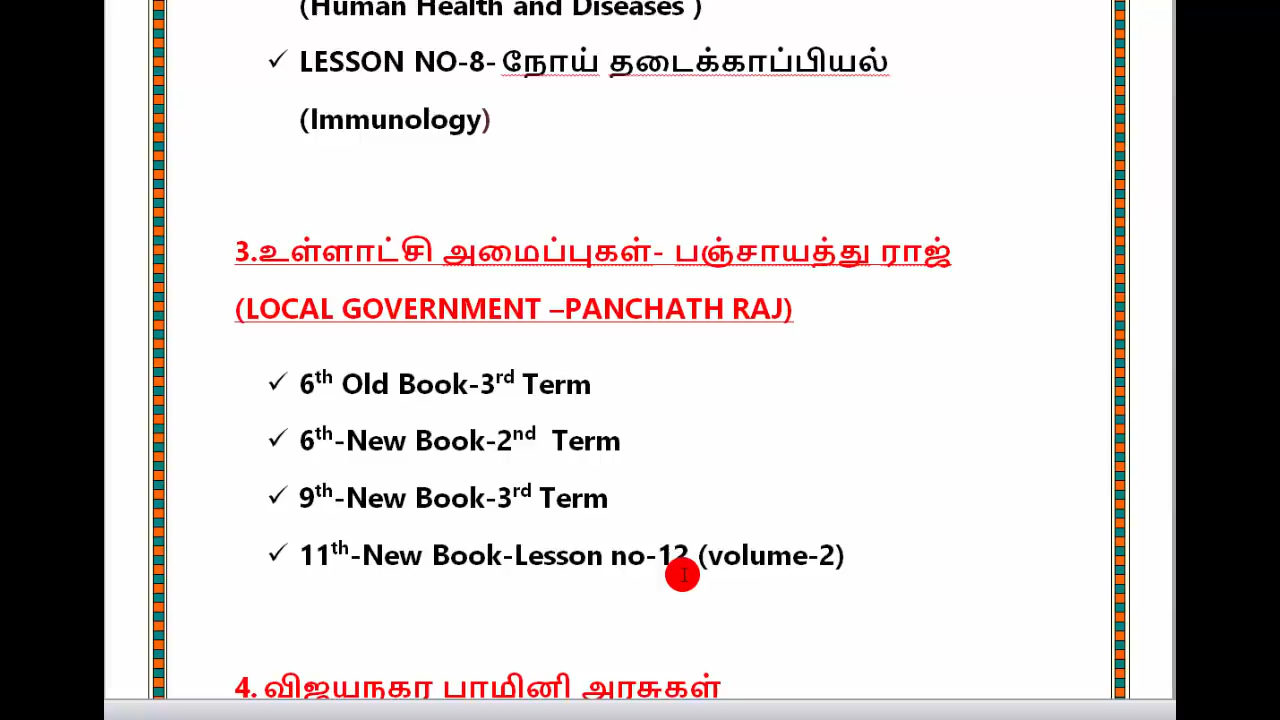 (Human Health and Diseases )
✓ LESSON NO-8- நோய் தடைக்காப்பியல்
(Immunology)
3.உள்ளாட்சி அமைப்புகள்- பஞ்சாயத்து ராஜ்
(LOCAL GOVERNMENT –PANCHATH RAJ)
✓ 6th Old Book-3rd Term
✓ 6th-New Book-2nd Term
✓ 9th-New Book-3rd Term
✓ 11th-New Book-Lesson no-12 (volume-2)
4. விஜயநகர பாமினி அரசுகள்